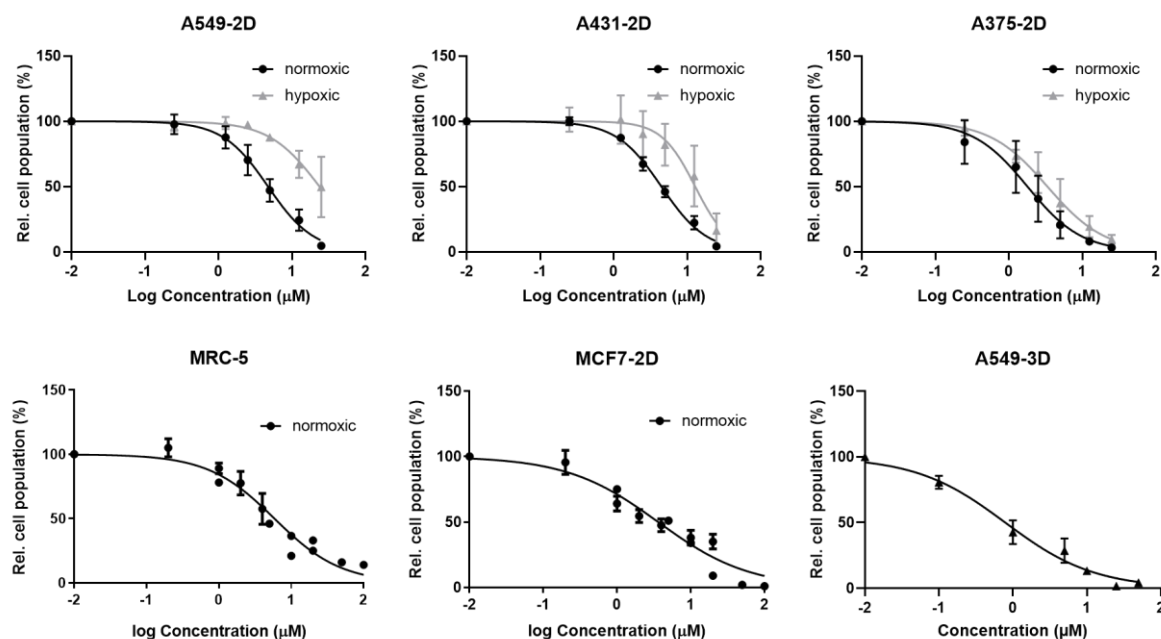 A549-2D
A431-2D
A375-2D
Rel. cell population (%)
150
100
50
0
normoxic
hypoxic
-2 -1 0 1 2
Log Concentration (μM)
Rel. cell population (%)
150
100
50
0
normoxic
hypoxic
-2 -1 0 1 2
Log Concentration (μM)
Rel. cell population (%)
150
100
50
0
normoxic
hypoxic
-2 -1 0 1 2
Log Concentration (μM)
MRC-5
MCF7-2D
A549-3D
Rel. cell population (%)
150
100
50
0
normoxic
-2 -1 0 1 2
log Concentration (μM)
Rel. cell population (%)
150
100
50
0
normoxic
-2 -1 0 1 2
log Concentration (μM)
Rel. cell population (%)
150
100
50
0
-2 -1 0 1 2
Concentration (μM)